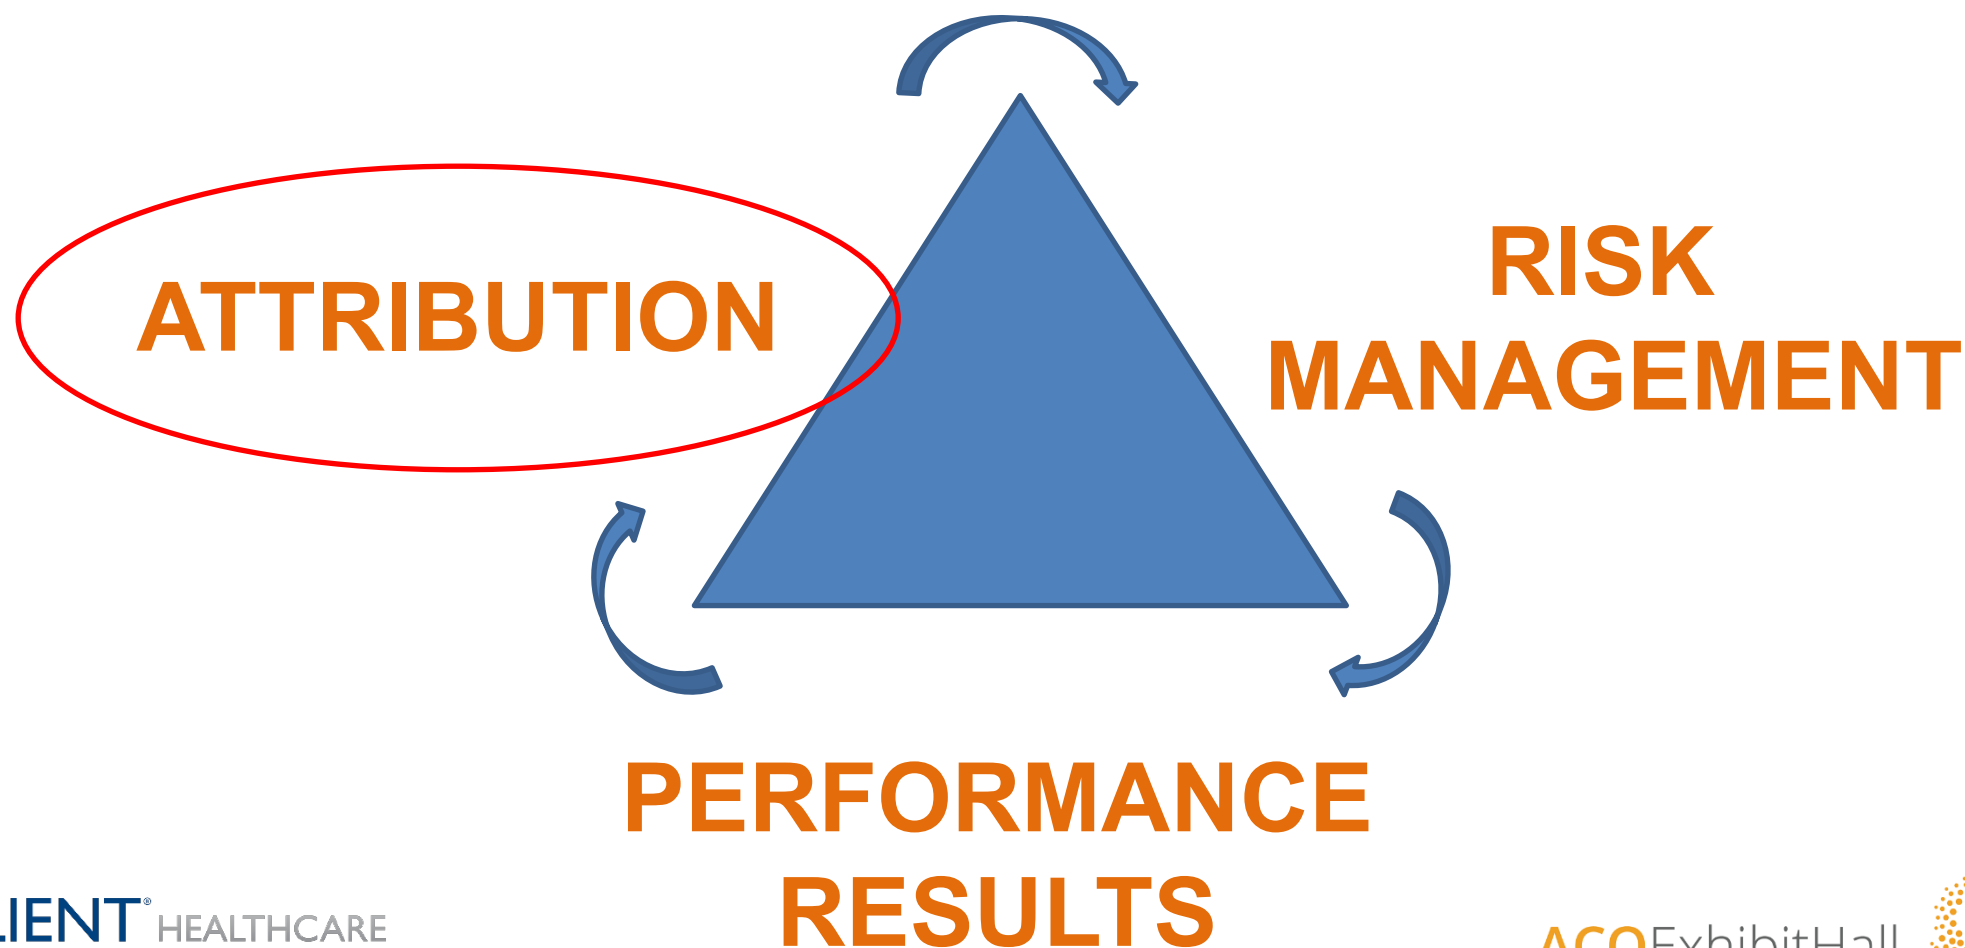 ATTRIBUTION
RISK
MANAGEMENT
PERFORMANCE
RESULTS
LIENT® HEALTHCARE
ACOExhibitHall